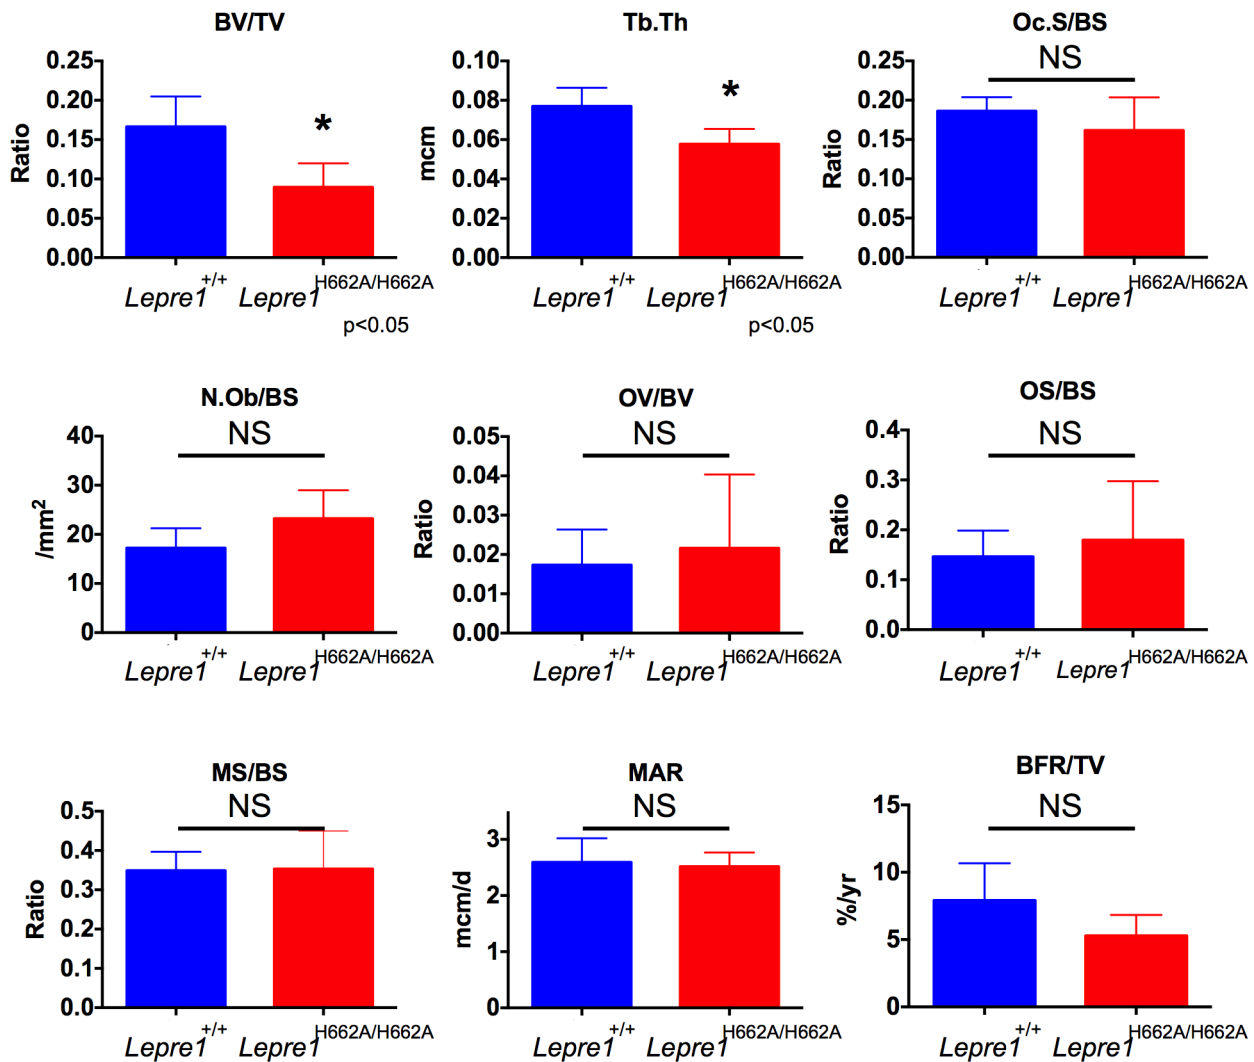 BV/TV
0.25
0.20
0.15
0.10
0.05
0.00
Ratio
*
Lepre1+/+ Lepre1H662A/H662A
p<0.05
Tb.Th
0.10
0.08
0.06
0.04
0.02
0.00
mcm
*
Lepre1+/+ Lepre1H662A/H662A
p<0.05
Oc.S/BS
NS
0.25
0.20
0.15
0.10
0.05
0.00
Ratio
Lepre1+/+ Lepre1H662A/H662A
N.Ob/BS
NS
40
30
20
10
0
/mm2
Lepre1+/+ Lepre1H662A/H662A
OV/BV
NS
0.05
0.04
0.03
0.02
0.01
0.00
Ratio
Lepre1+/+ Lepre1H662A/H662A
OS/BS
NS
0.4
0.3
0.2
0.1
0.0
Ratio
Lepre1+/+ Lepre1H662A/H662A
MS/BS
NS
0.5
0.4
0.3
0.2
0.1
0.0
Ratio
Lepre1+/+ Lepre1H662A/H662A
MAR
NS
3
2
1
0
mcm/d
Lepre1+/+ Lepre1H662A/H662A
BFR/TV
NS
15
10
5
0
%/yr
Lepre1+/+ Lepre1H662A/H662A